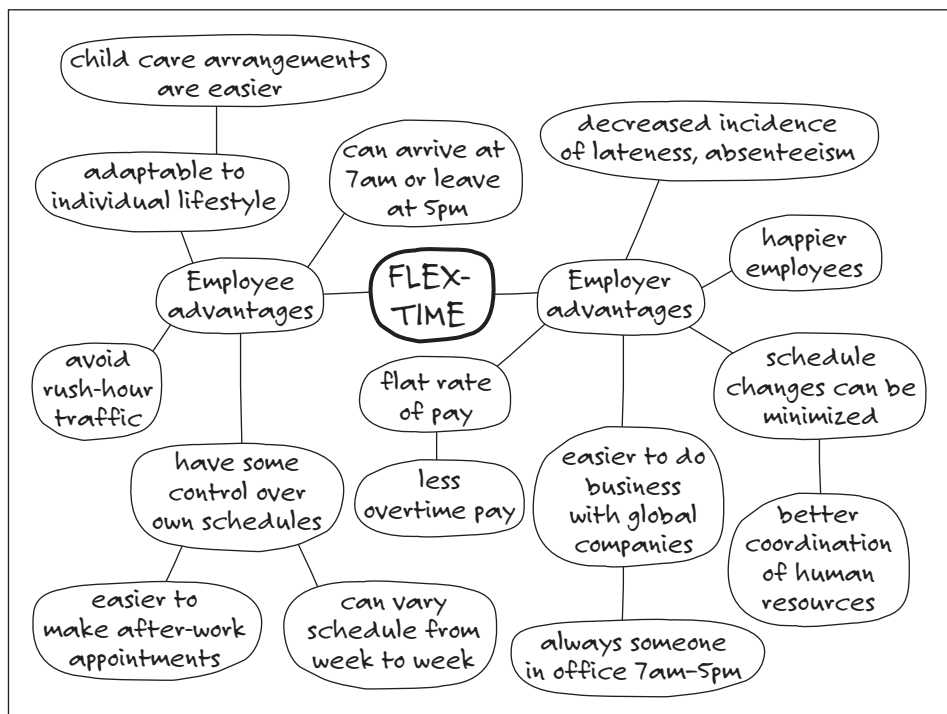 child care arrangements
are easier
adaptable to
individual lifestyle
can arrive at
7am or leave
at 5pm
decreased incidence
of lateness, absenteeism
happier
employees
Employee
advantages
FLEX-
TIME
Employer
advantages
avoid
rush-hour
traffic
flat rate
of pay
schedule
changes can be
minimized
have some
control over
own schedules
less
overtime pay
easier to do
business
with global
companies
better
coordination
of human
resources
easier to
make after-work
appointments
can vary
schedule from
week to week
always someone
in office 7am–5pm